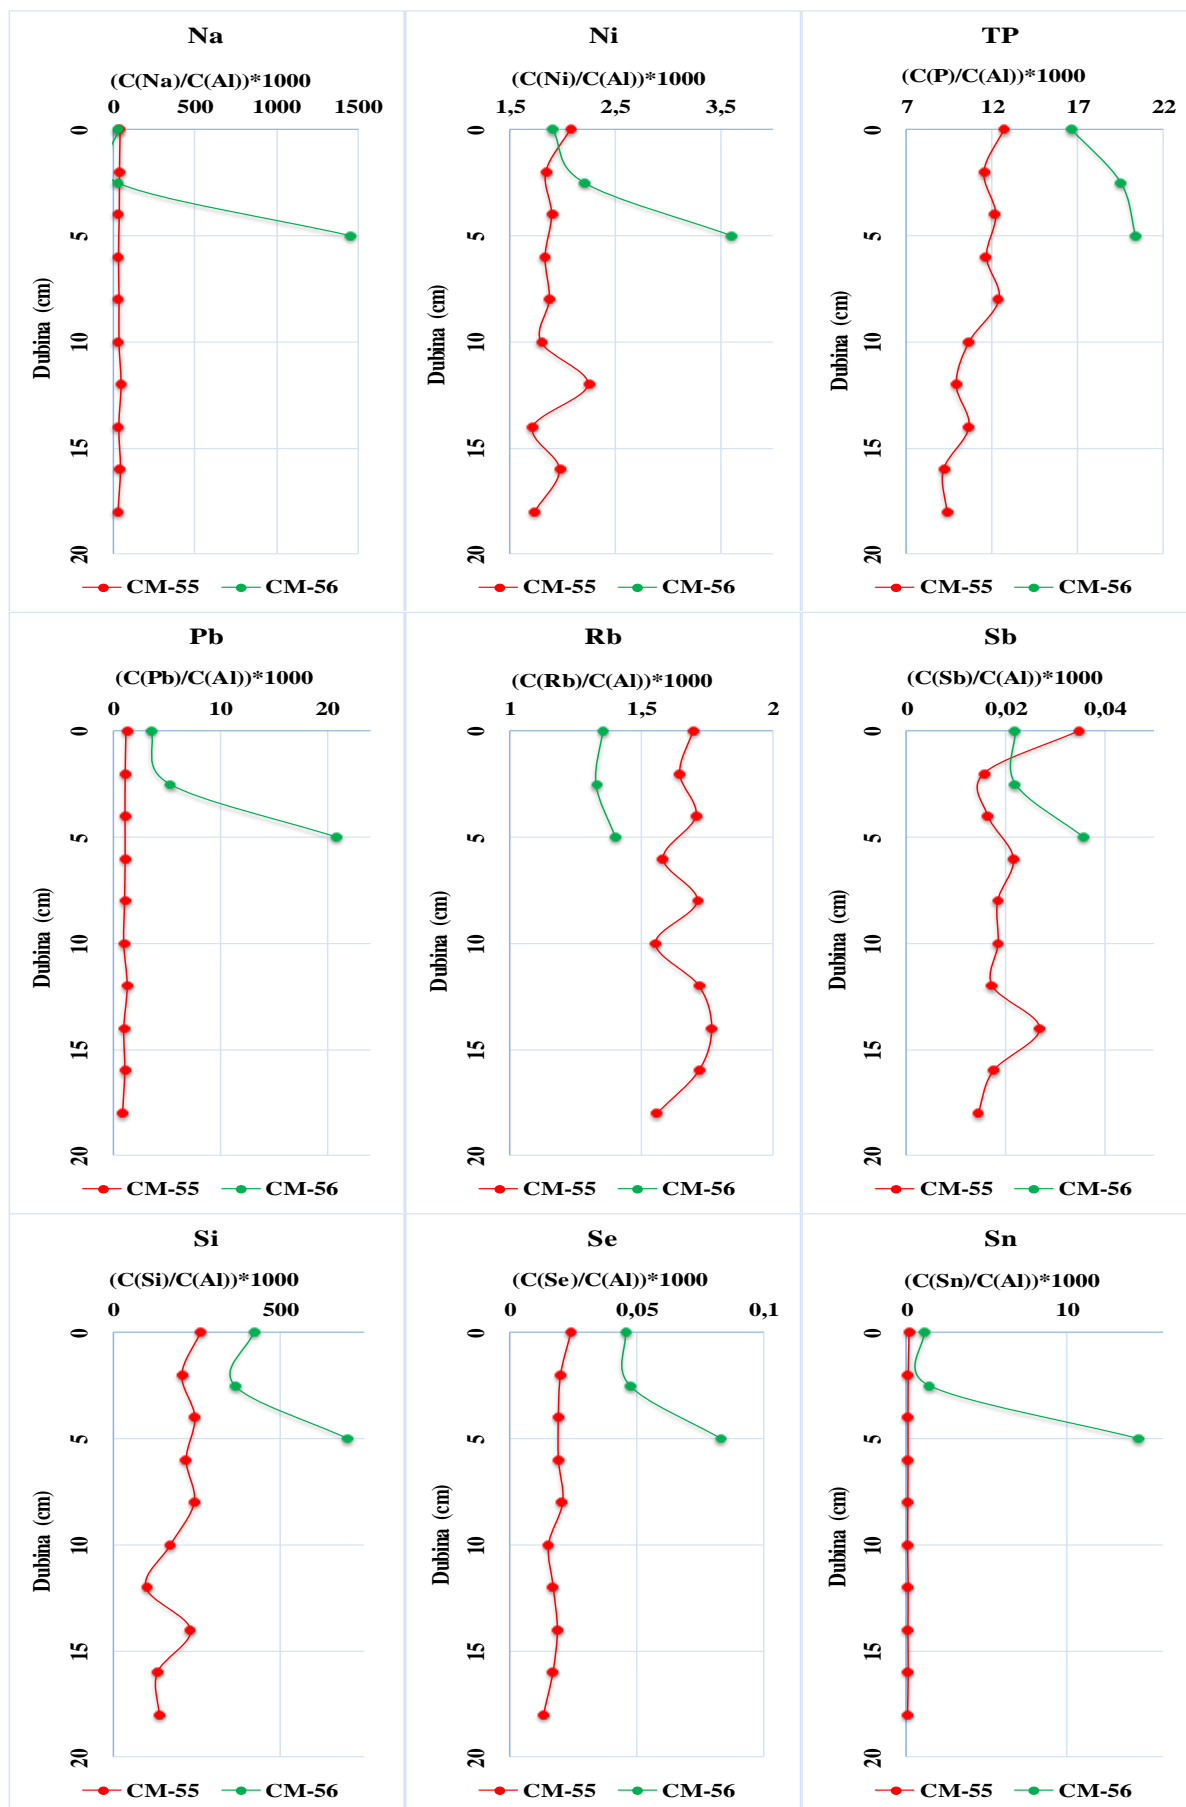 Na
(C(Na)/C(Al))*1000
0 500 1000 1500
0
5
10
15
20
Dubina (cm)
CM-55 CM-56
Ni
(C(Ni)/C(Al))*1000
1,5 2,5 3,5
0
5
10
15
20
Dubina (cm)
CM-55 CM-56
TP
(C(P)/C(Al))*1000
7 12 17 22
0
5
10
15
20
Dubina (cm)
CM-55 CM-56
Pb
(C(Pb)/C(Al))*1000
0 10 20
0
5
10
15
20
Dubina (cm)
CM-55 CM-56
Rb
(C(Rb)/C(Al))*1000
1 1,5 2
0
5
10
15
20
Dubina (cm)
CM-55 CM-56
Sb
(C(Sb)/C(Al))*1000
0 0,02 0,04
0
5
10
15
20
Dubina (cm)
CM-55 CM-56
Si
(C(Si)/C(Al))*1000
0 500
0
5
10
15
20
Dubina (cm)
CM-55 CM-56
Se
(C(Se)/C(Al))*1000
0 0,05 0,1
0
5
10
15
20
Dubina (cm)
CM-55 CM-56
Sn
(C(Sn)/C(Al))*1000
0 10
0
5
10
15
20
Dubina (cm)
CM-55 CM-56